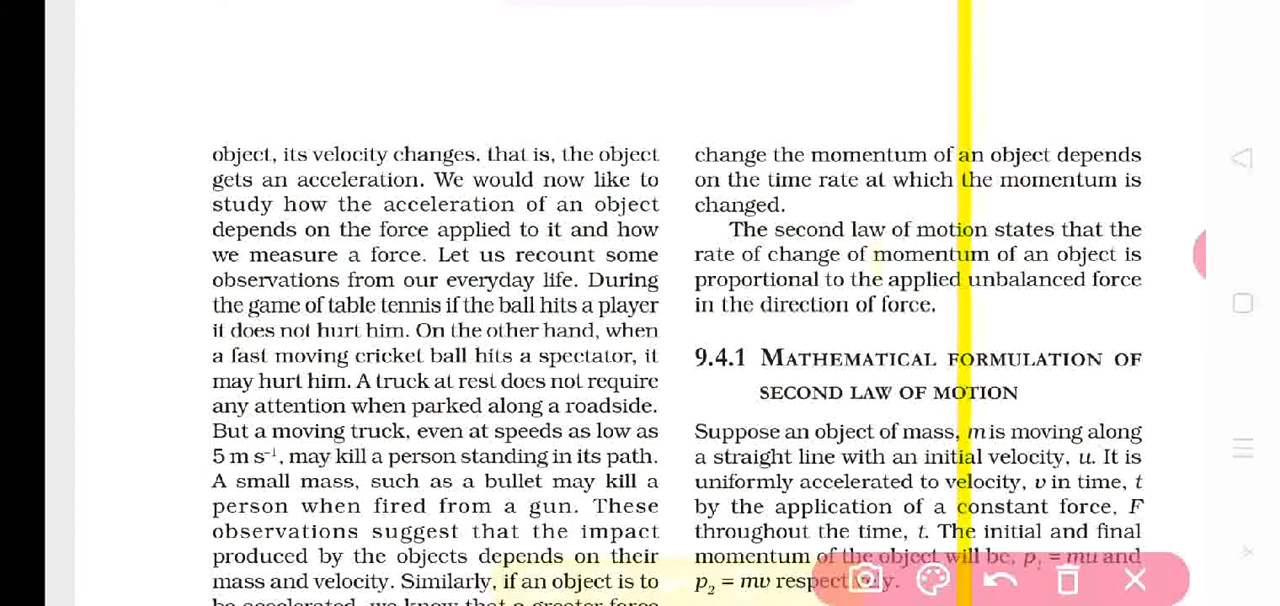 object, its velocity changes, that is, the object
gets an acceleration. We would now like to
study how the acceleration of an object
depends on the force applied to it and how
we measure a force. Let us recount some
observations from our everyday life. During
the game of table tennis if the ball hits a player
it does not hurt him. On the other hand, when
a fast moving cricket ball hits a spectator, it
may hurt him. A truck at rest does not require
any attention when parked along a roadside.
But a moving truck, even at speeds as low as
5 m s⁻¹, may kill a person standing in its path.
A small mass, such as a bullet may kill a
person when fired from a gun. These
observations suggest that the impact
produced by the objects depends on their
mass and velocity. Similarly, if an object is to
be accelerated, we know that a greater force
change the momentum of an object depends
on the time rate at which the momentum is
changed.
The second law of motion states that the
rate of change of momentum of an object is
proportional to the applied unbalanced force
in the direction of force.
9.4.1 MATHEMATICAL FORMULATION OF
SECOND LAW OF MOTION
Suppose an object of mass, m is moving along
a straight line with an initial velocity, u. It is
uniformly accelerated to velocity, v in time, t
by the application of a constant force, F
throughout the time, t. The initial and final
momentum of the object will be, p₁ = mu and
p₂ = mv respectively.